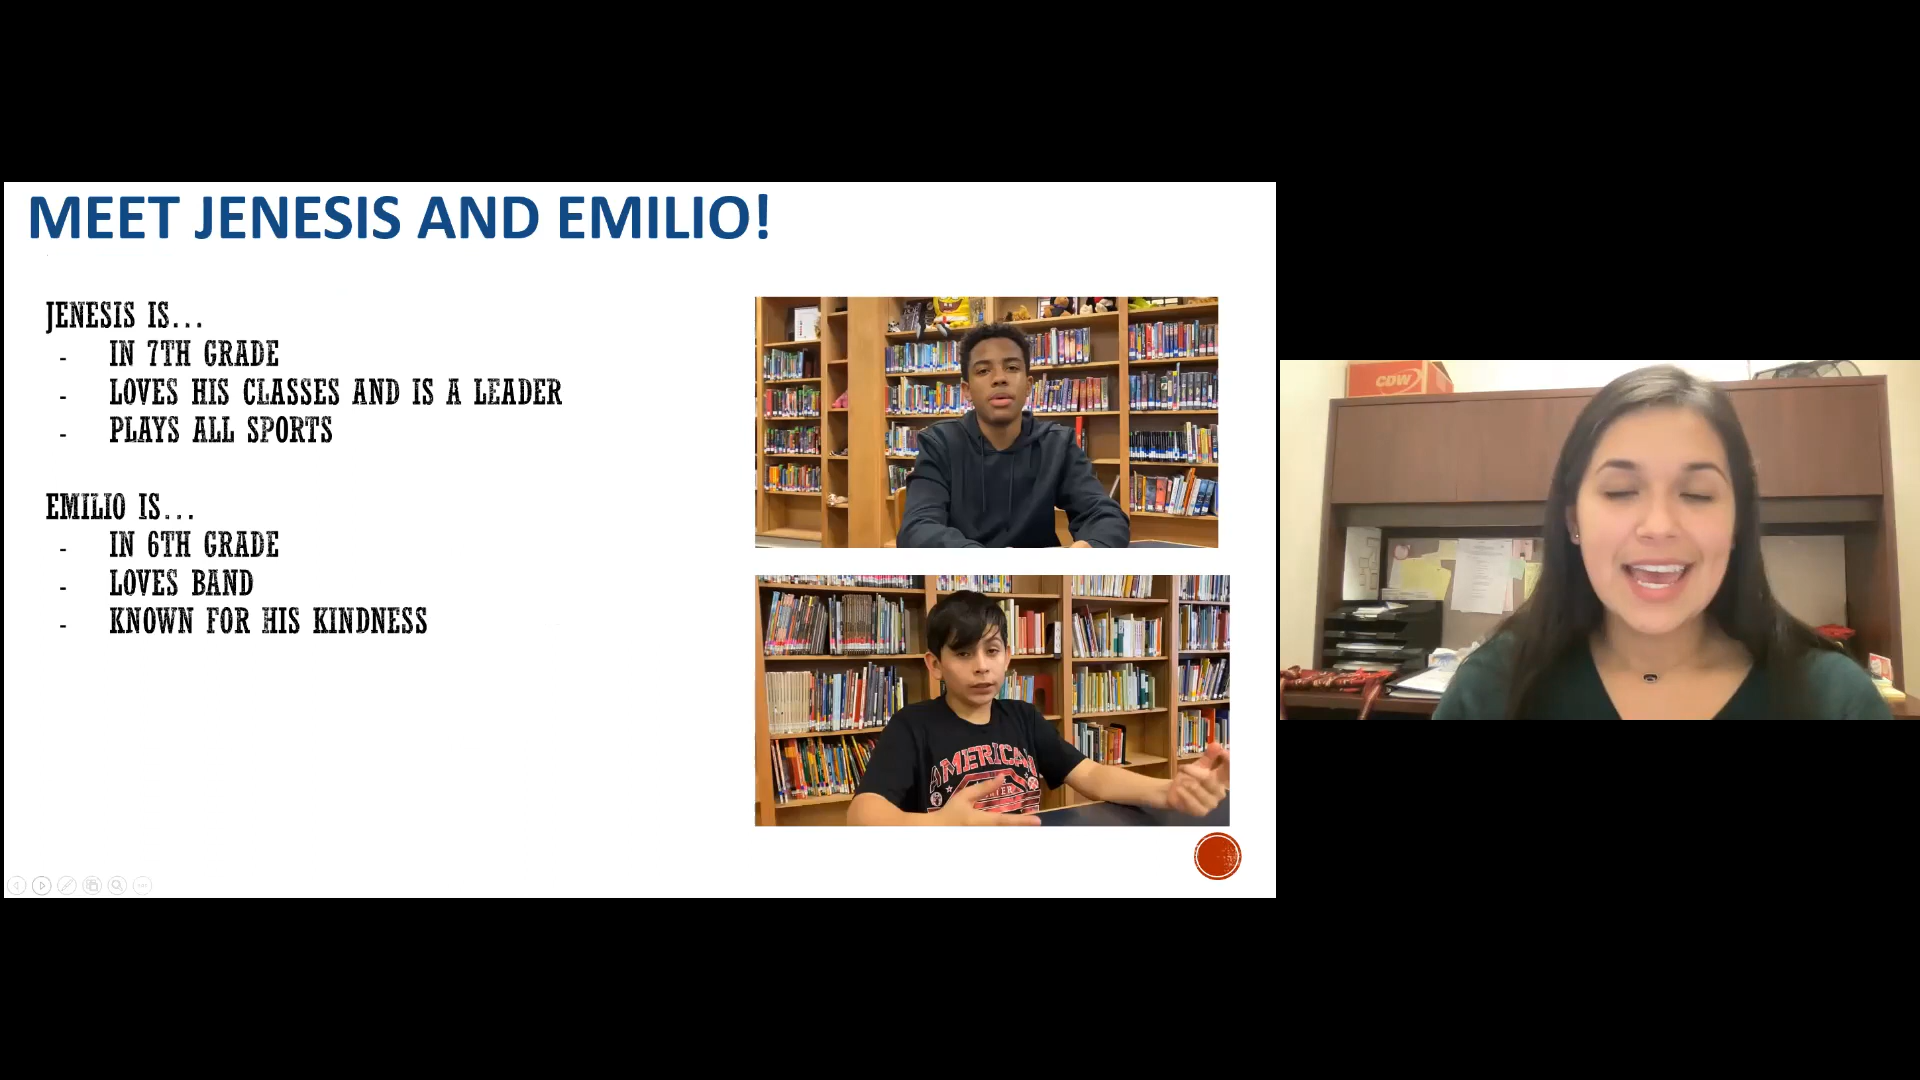 MEET JENESIS AND EMILIO!
JENESIS IS...
- IN 7TH GRADE
- LOVES HIS CLASSES AND IS A LEADER
- PLAYS ALL SPORTS
EMILIO IS...
- IN 6TH GRADE
- LOVES BAND
- KNOWN FOR HIS KINDNESS
AMERICAN
CDW